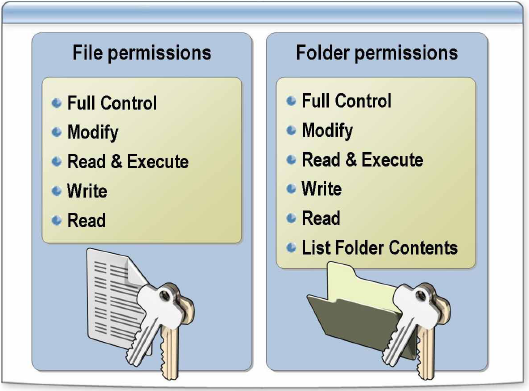 File permissions
Full Control
Modify
Read & Execute
Write
Read
Folder permissions
Full Control
Modify
Read & Execute
Write
Read
List Folder Contents